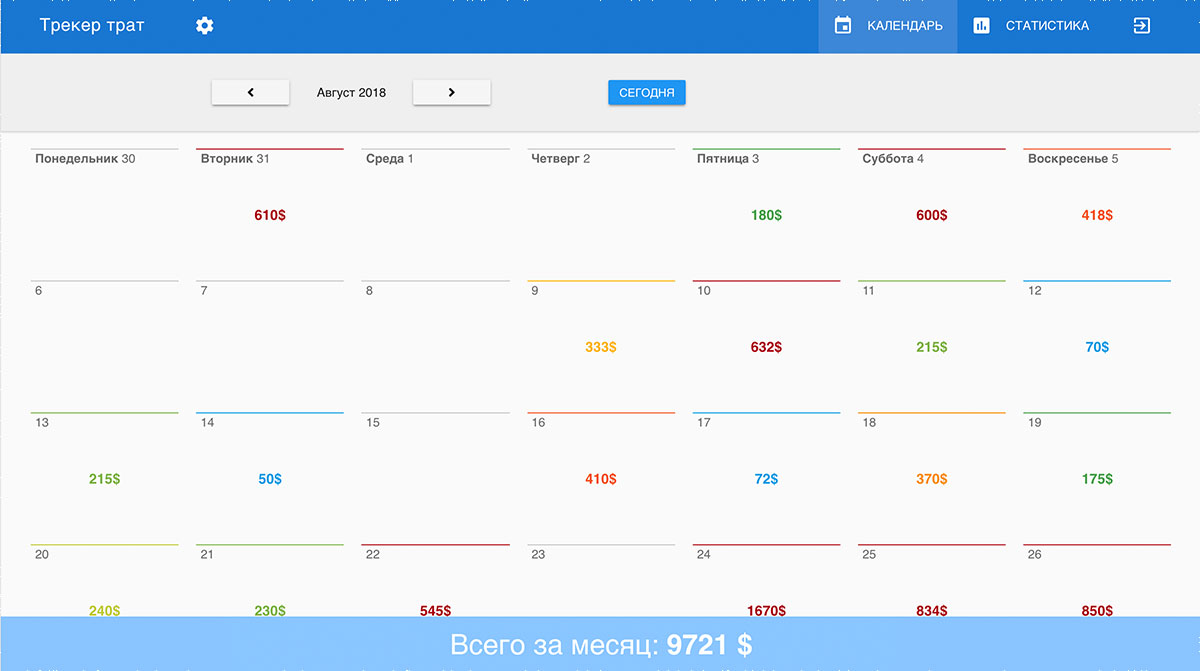 Трекер трат КАЛЕНДАРЬ СТАТИСТИКА
Август 2018 СЕГОДНЯ
Понедельник 30 Вторник 31 Среда 1 Четверг 2 Пятница 3 Суббота 4 Воскресенье 5
610$ 180$ 600$ 418$
6 7 8 9 10 11 12
333$ 632$ 215$ 70$
13 14 15 16 17 18 19
215$ 50$ 410$ 72$ 370$ 175$
20 21 22 23 24 25 26
240$ 230$ 545$ 1670$ 834$ 850$
Всего за месяц: 9721 $